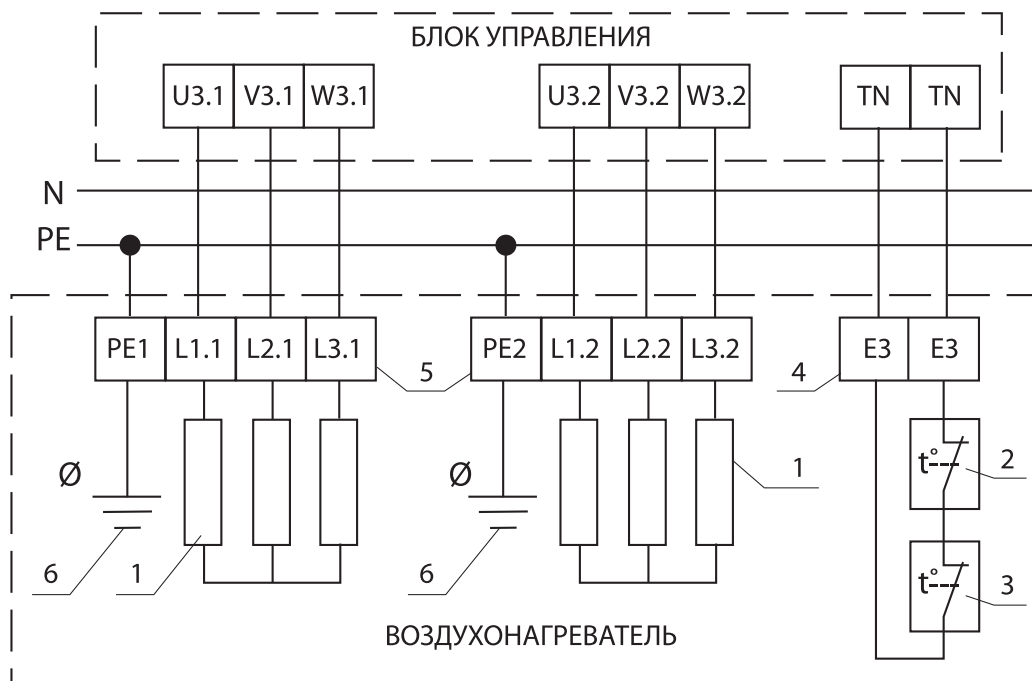 БЛОК УПРАВЛЕНИЯ
U3.1 V3.1 W3.1 U3.2 V3.2 W3.2 TN TN
N
PE
PE1 L1.1 L2.1 L3.1 5 PE2 L1.2 L2.2 L3.2 4 E3 E3
Ø Ø 1 t° 2
6 1 6 t° 3
ВОЗДУХОНАГРЕВАТЕЛЬ